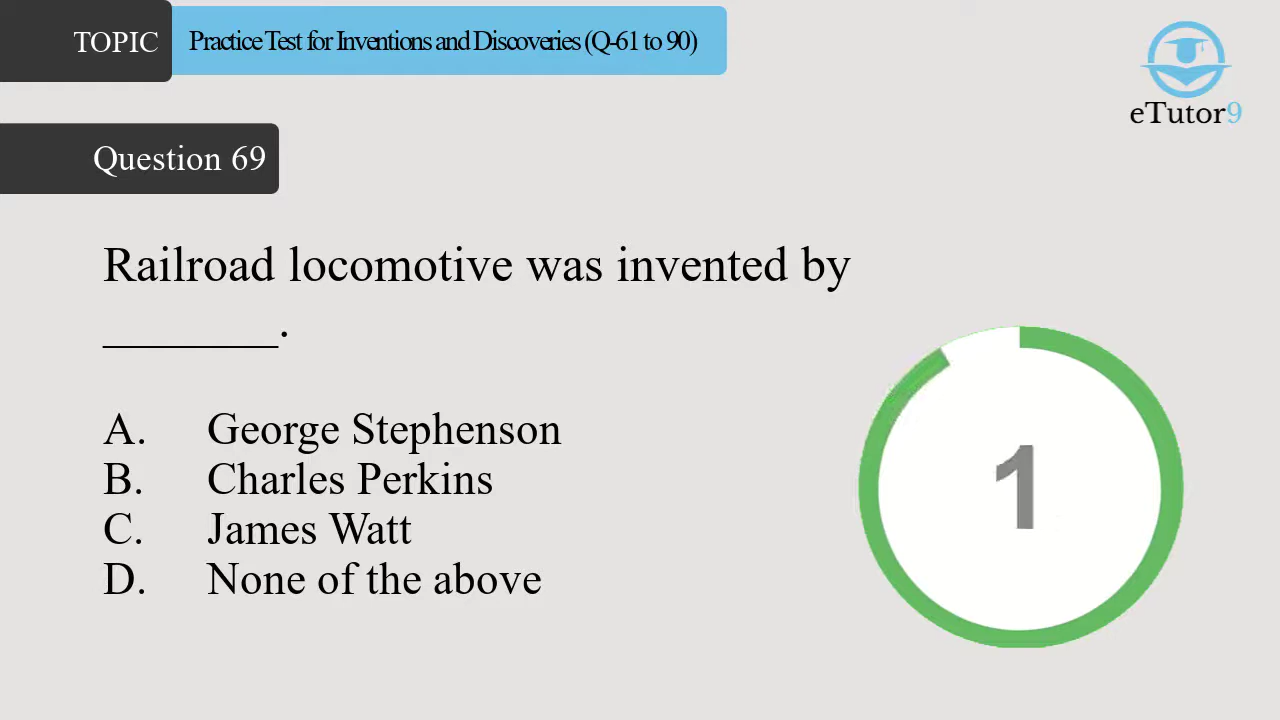 TOPIC
Practice Test for Inventions and Discoveries (Q-61 to 90)
eTutor9
Question 69
Railroad locomotive was invented by
_______.
A. George Stephenson
B. Charles Perkins
C. James Watt
D. None of the above
1